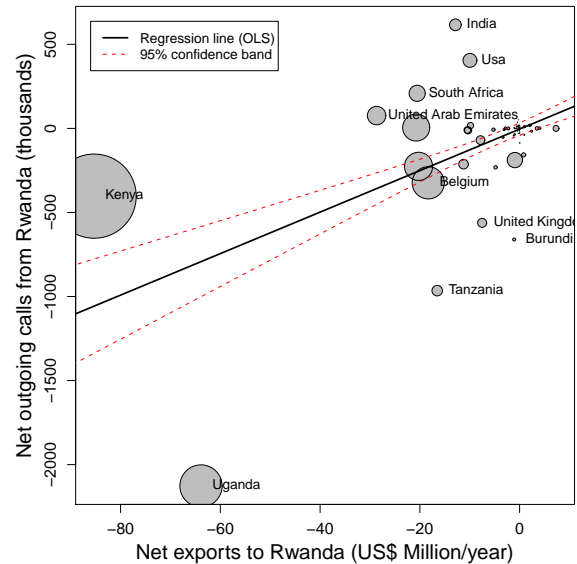 Regression line (OLS)
95% confidence band
India
Usa
South Africa
United Arab Emirates
Kenya
Belgium
United Kingdo
Burundi
Tanzania
Uganda
500
0
−500
−1000
−1500
−2000
Net outgoing calls from Rwanda (thousands)
−80
−60
−40
−20
0
Net exports to Rwanda (US$ Million/year)